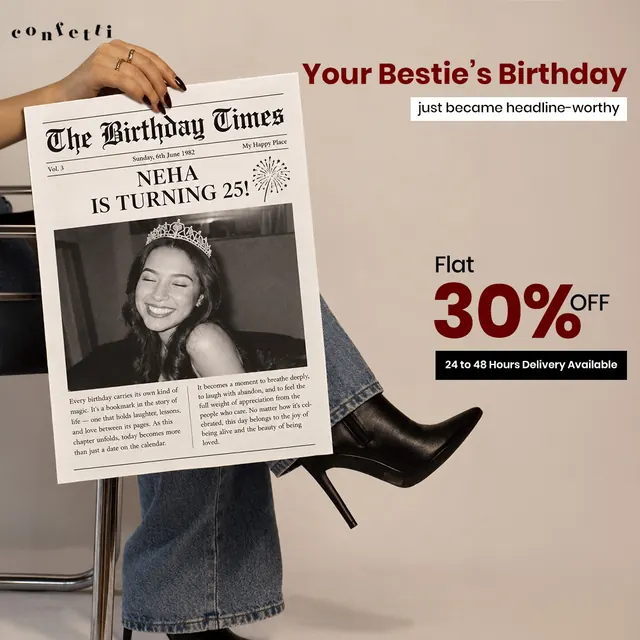 confetti
Your Bestie's Birthday
just became headline-worthy
The Birthday Times
Vol. 3
Sunday, 6th June 1982
My Happy Place
NEHA
IS TURNING 25!
Every birthday carries its own kind of
magic. It's a bookmark in the story of
life — one that holds laughter, lessons,
and love between its pages. As this
chapter unfolds, today becomes more
than just a date on the calendar.
It becomes a moment to breathe deeply,
to laugh with abandon, and to feel the
full weight of appreciation from the
people who care. No matter how it's cel-
ebrated, this day belongs to the joy of
being alive and the beauty of being
loved.
Flat
30% OFF
24 to 48 Hours Delivery Available